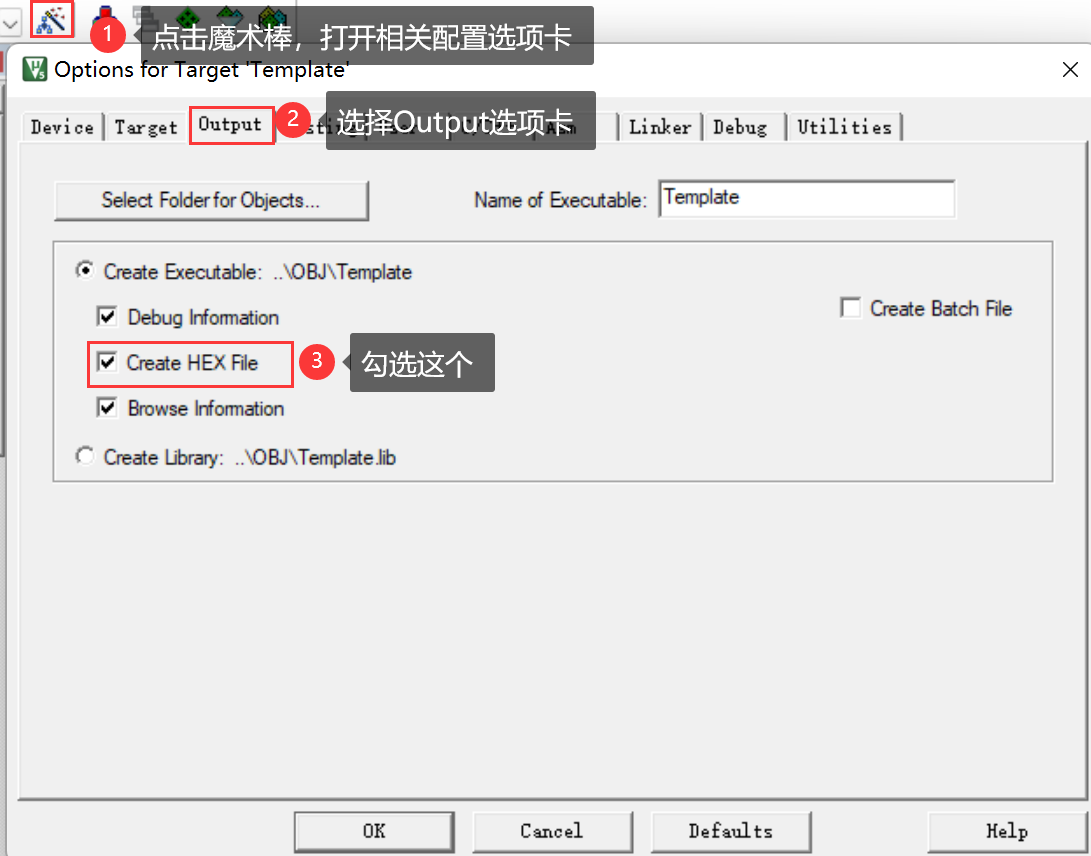 1
点击魔术棒，打开相关配置选项卡
Options for Target 'Template'
Device
Target
Output
2
选择Output选项卡
Linker
Debug
Utilities
Select Folder for Objects...
Name of Executable:
Template
Create Executable: ..\OBJ\Template
Debug Information
Create Batch File
Create HEX File
3
勾选这个
Browse Information
Create Library: ..\OBJ\Template.lib
OK
Cancel
Defaults
Help